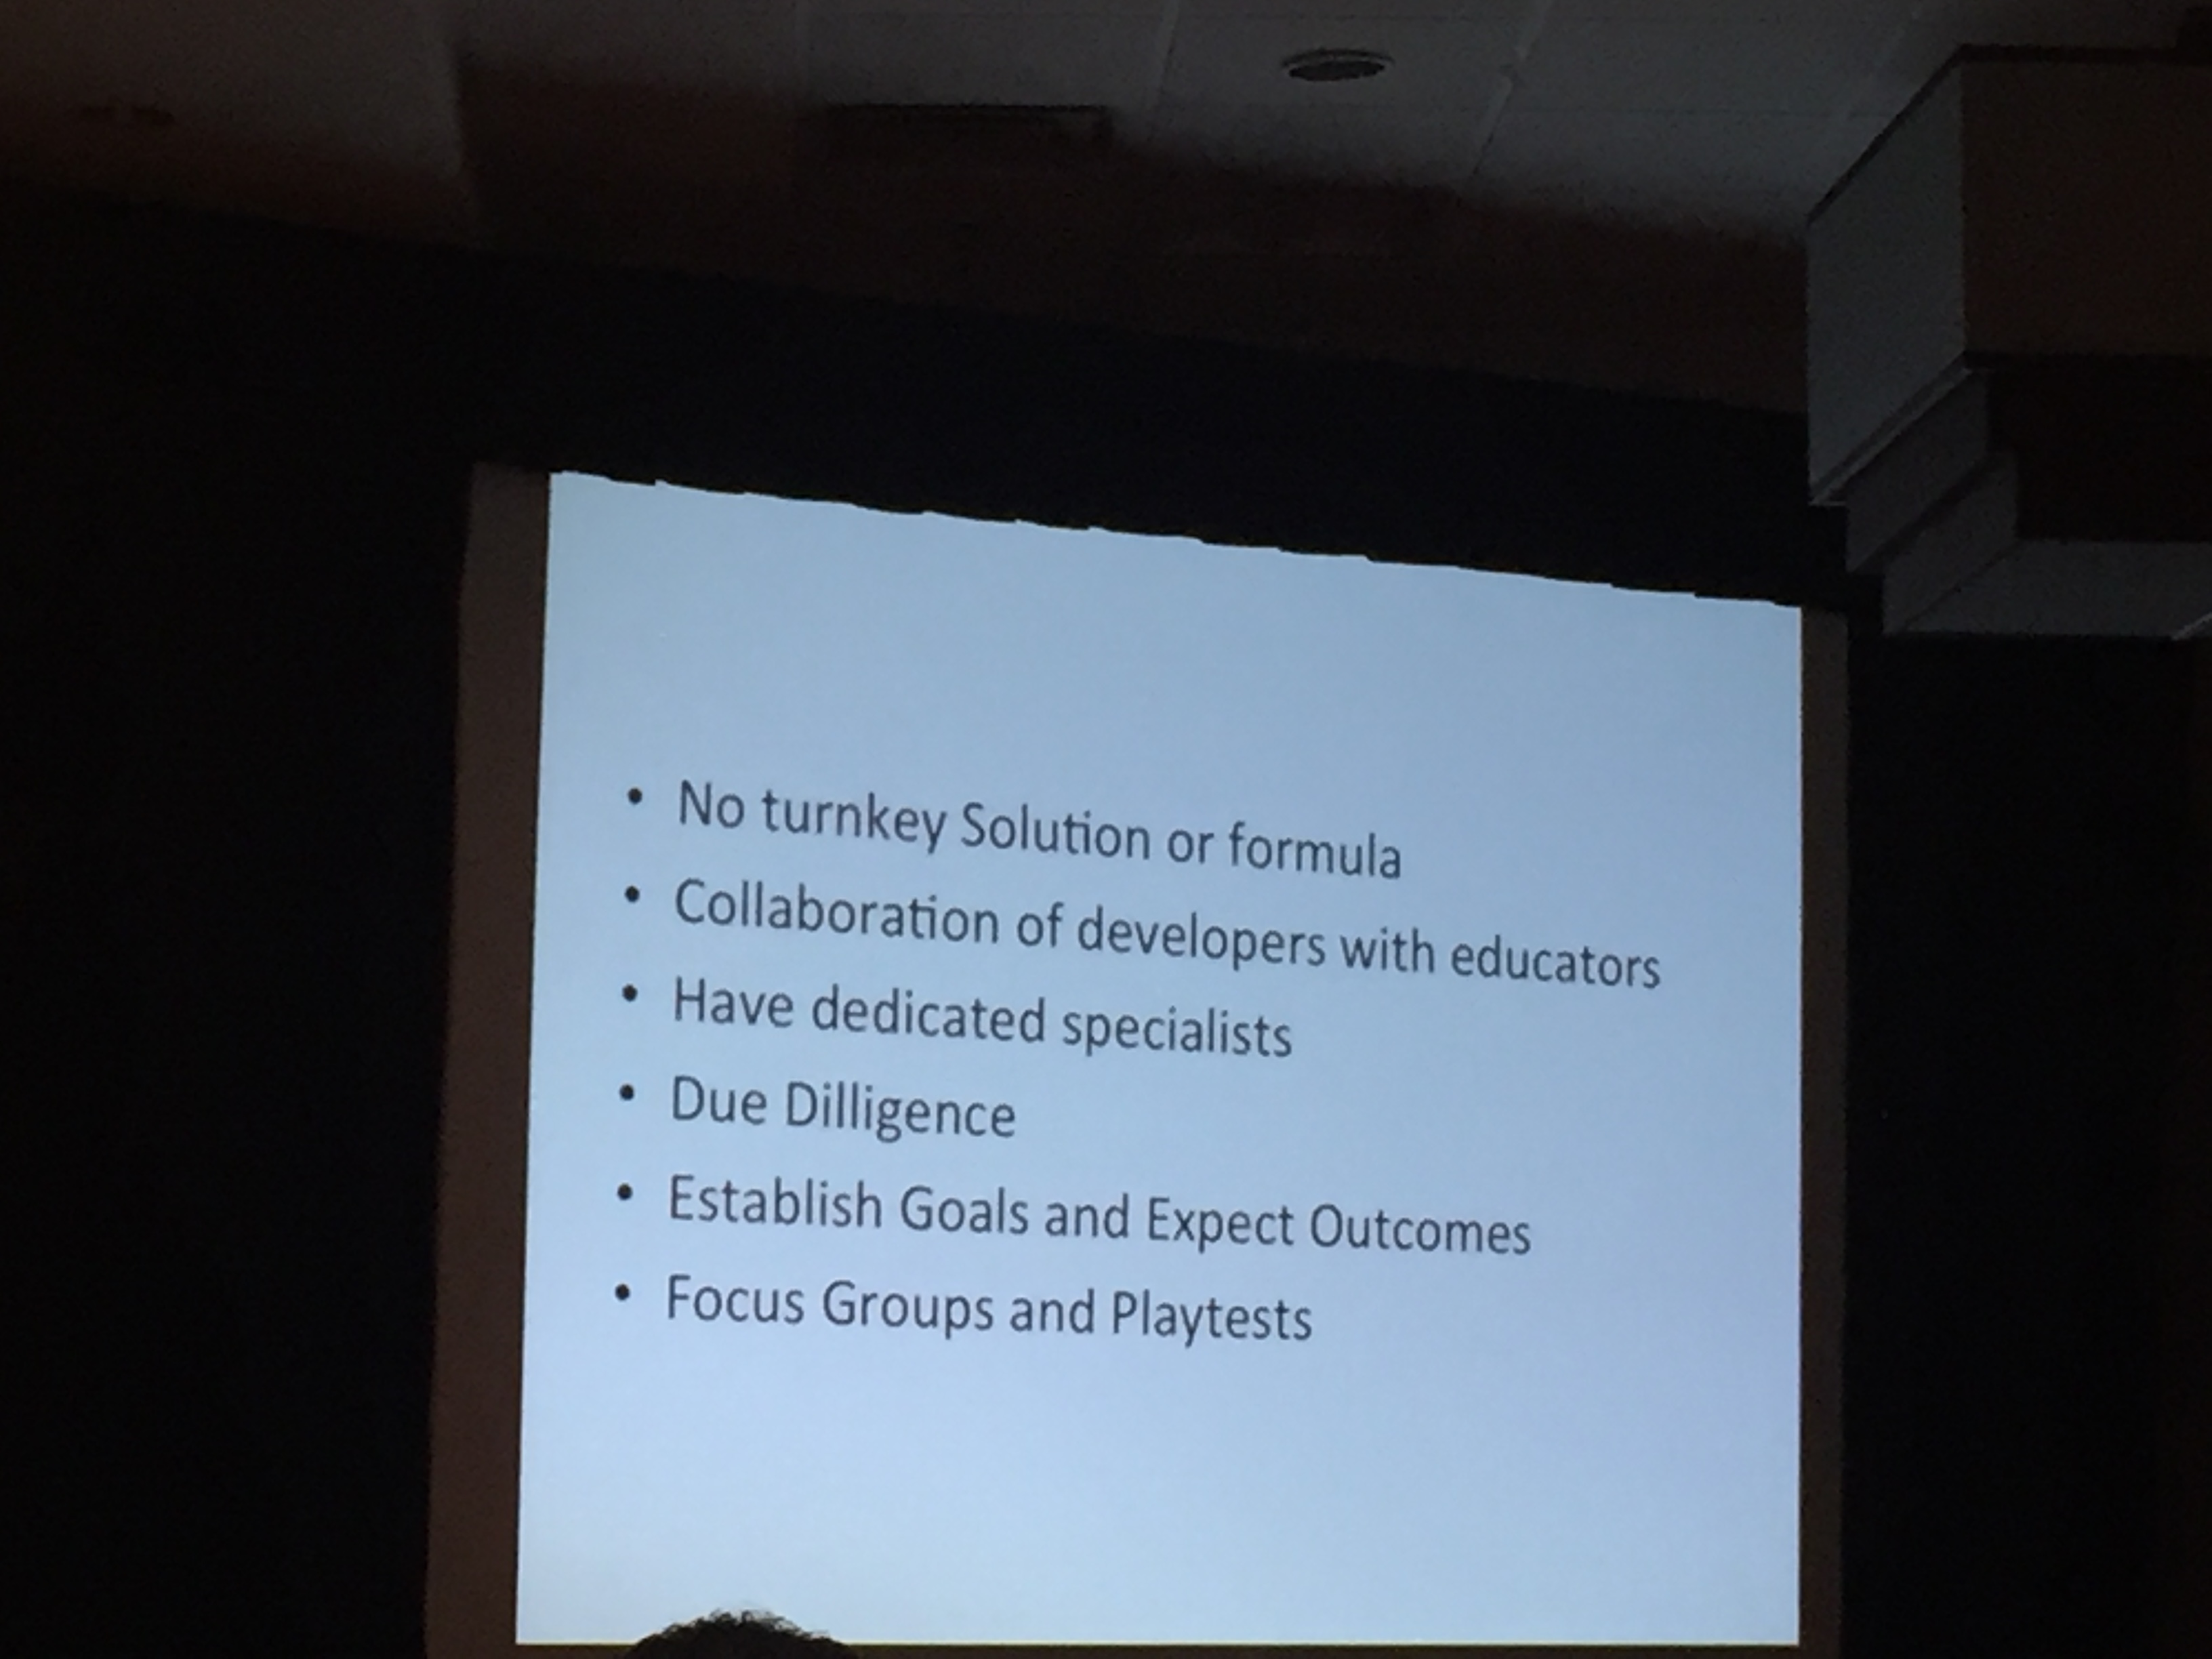 • No turnkey Solution or formula
• Collaboration of developers with educators
• Have dedicated specialists
• Due Dilligence
• Establish Goals and Expect Outcomes
• Focus Groups and Playtests